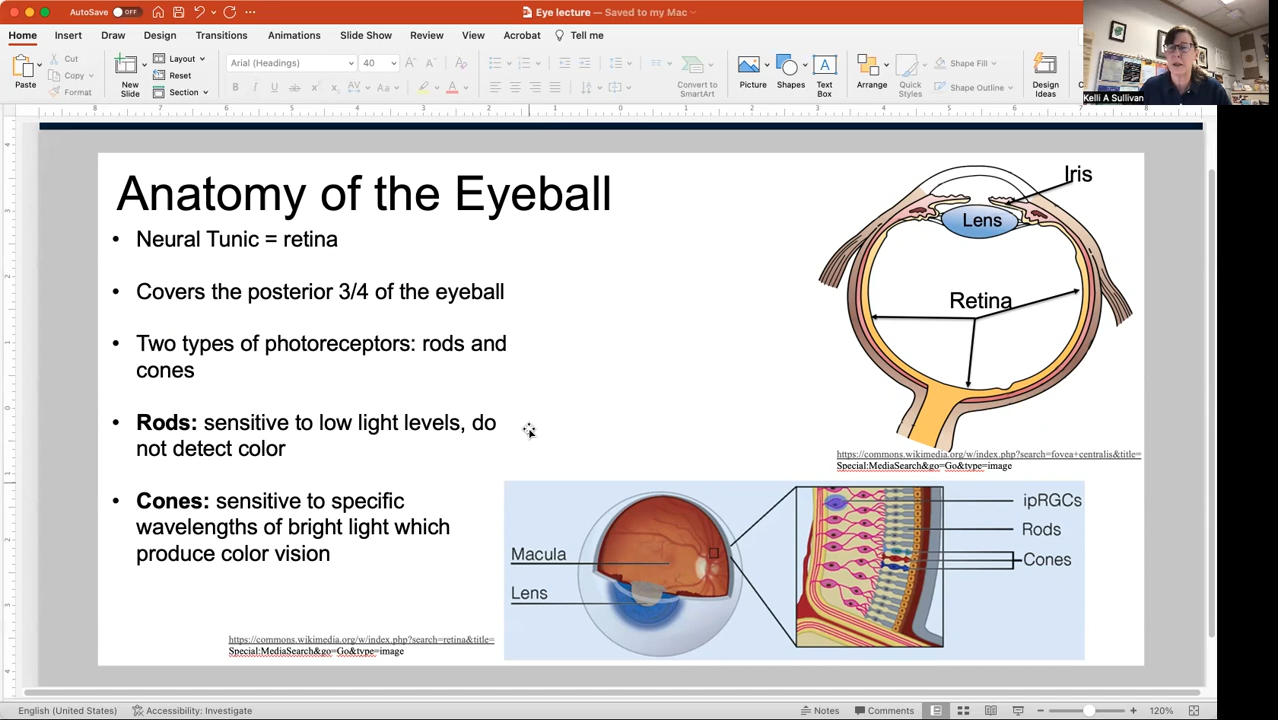 AutoSave OFF
Eye lecture — Saved to my Mac
Home Insert Draw Design Transitions Animations Slide Show Review View Acrobat Tell me
Paste
Cut
Copy
Format
New
Slide
Layout
Reset
Section
Arial (Headings) 40
Convert to
SmartArt
Picture
Shapes
Text
Box
Arrange
Quick
Styles
Shape Fill
Shape Outline
Design
Ideas
Kelli A Sullivan
Anatomy of the Eyeball
• Neural Tunic = retina
• Covers the posterior 3/4 of the eyeball
• Two types of photoreceptors: rods and
cones
• Rods: sensitive to low light levels, do
not detect color
• Cones: sensitive to specific
wavelengths of bright light which
produce color vision
https://commons.wikimedia.org/w/index.php?search=retina&title=
Special:MediaSearch&go=Go&type=image
Iris
Lens
Retina
https://commons.wikimedia.org/w/index.php?search=fovea+centralis&title=
Special:MediaSearch&go=Go&type=image
Macula
Lens
ipRGCs
Rods
Cones
English (United States) Accessibility: Investigate
Notes Comments 120%